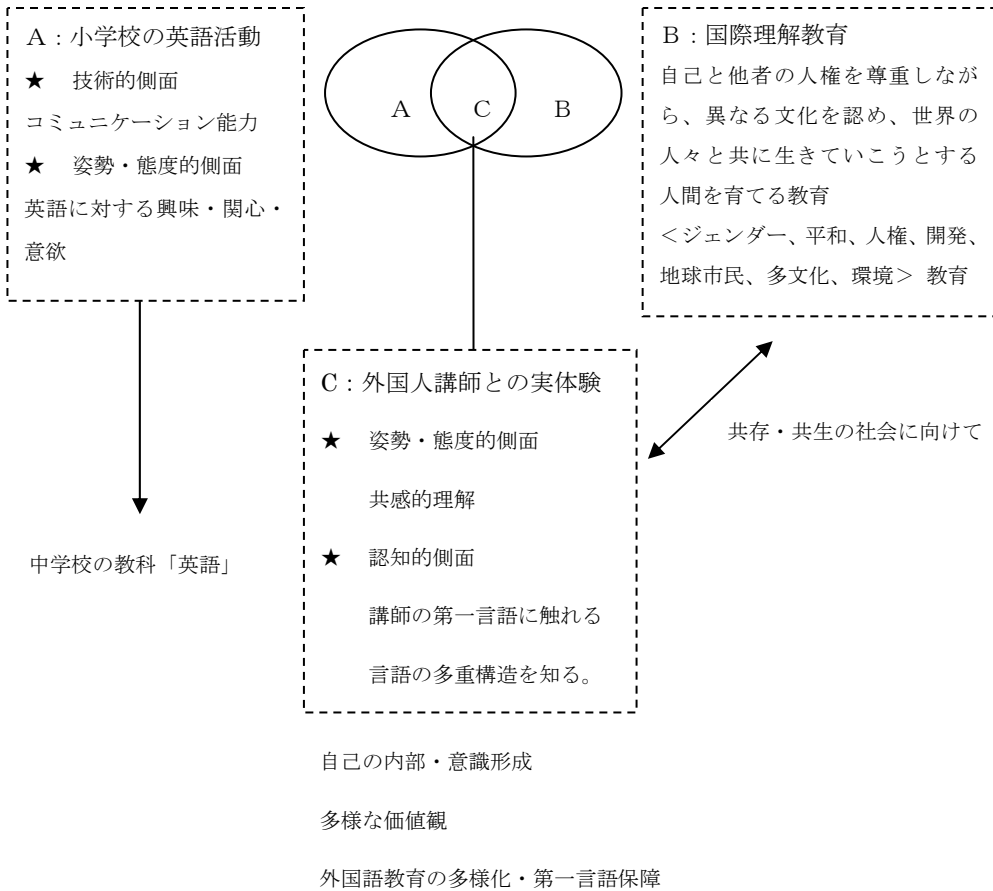 A：小学校の英語活動
★　技術的側面
コミュニケーション能力
★　姿勢・態度的側面
英語に対する興味・関心・
意欲
A
C
B
B：国際理解教育
自己と他者の人権を尊重しなが
ら、異なる文化を認め、世界の
人々と共に生きていこうとする
人間を育てる教育
＜ジェンダー、平和、人権、開発、
地球市民、多文化、環境＞ 教育
C：外国人講師との実体験
★　姿勢・態度的側面
共感的理解
★　認知的側面
講師の第一言語に触れる
言語の多重構造を知る。
共存・共生の社会に向けて
中学校の教科「英語」
自己の内部・意識形成
多様な価値観
外国語教育の多様化・第一言語保障